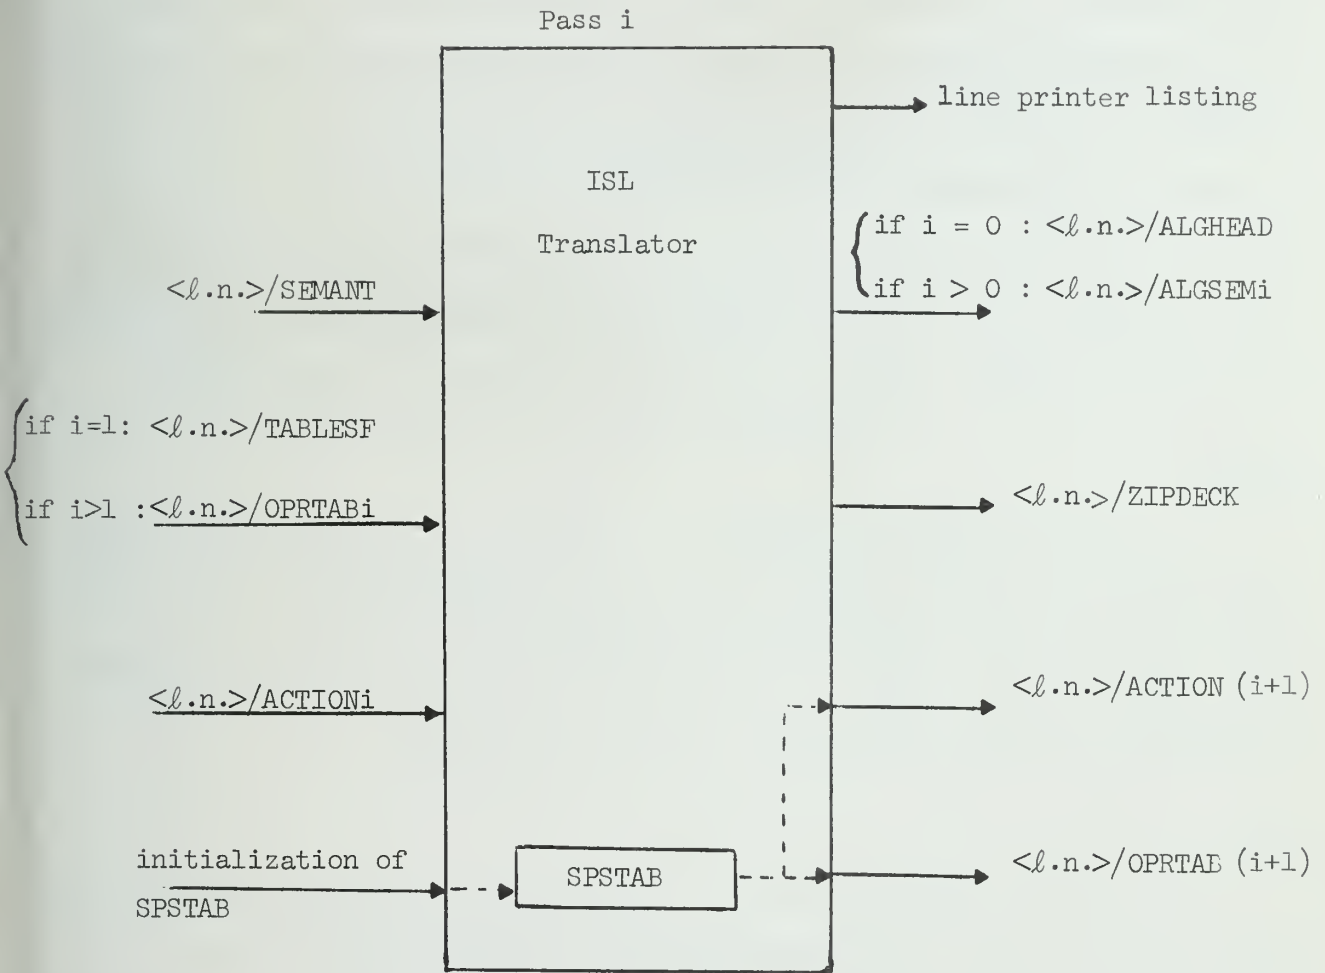 Pass i
line printer listing
ISL
Translator
{if i = 0 : <ℓ.n.>/ALGHEAD
if i > 0 : <ℓ.n.>/ALGSEMi
<ℓ.n.>/SEMANT
{if i=1: <ℓ.n.>/TABLESF
if i>1 :<ℓ.n.>/OPRTABi
<ℓ.n.>/ZIPDECK
<ℓ.n.>/ACTIONi
<ℓ.n.>/ACTION (i+1)
initialization of
SPSTAB
SPSTAB
<ℓ.n.>/OPRTAB (i+1)